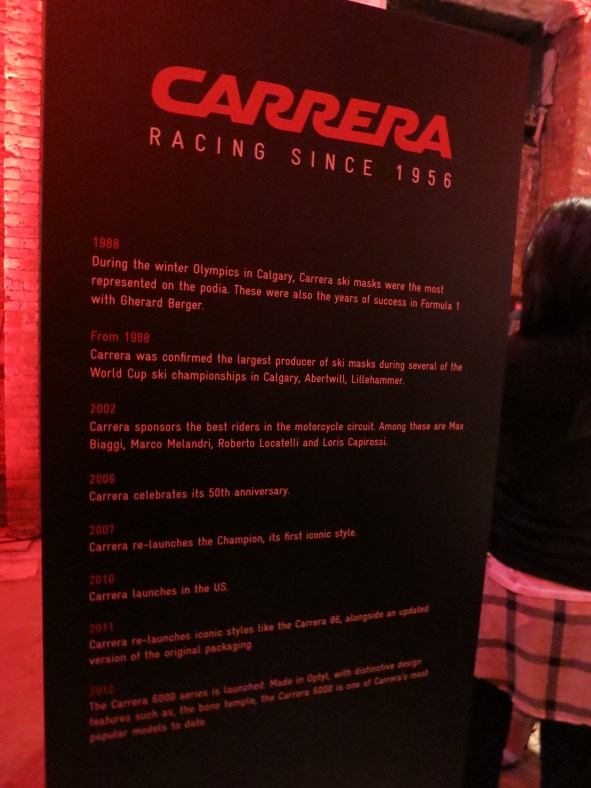 CARRERA
RACING SINCE 1956
1988
During the winter Olympics in Calgary, Carrera ski masks were the most
represented on the podia. These were also the years of success in Formula 1
with Gherard Berger.
From 1988
Carrera was confirmed the largest producer of ski masks during several of the
World Cup ski championships in Calgary, Abertwill, Lillehammer.
2002
Carrera sponsors the best riders in the motorcycle circuit. Among these are Max
Biaggi, Marco Melandri, Roberto Locatelli and Loris Capirossi.
2006
Carrera celebrates its 50th anniversary.
2007
Carrera re-launches the Champion, its first iconic style.
2010
Carrera launches in the US.
2011
Carrera re-launches iconic styles like the Carrera 86, alongside an updated
version of the original packaging.
2012
The Carrera 6000 series is launched. Made in Optyl, with distinctive design
features such as, the bone temple, the Carrera 6000 is one of Carrera's most
popular models to date.